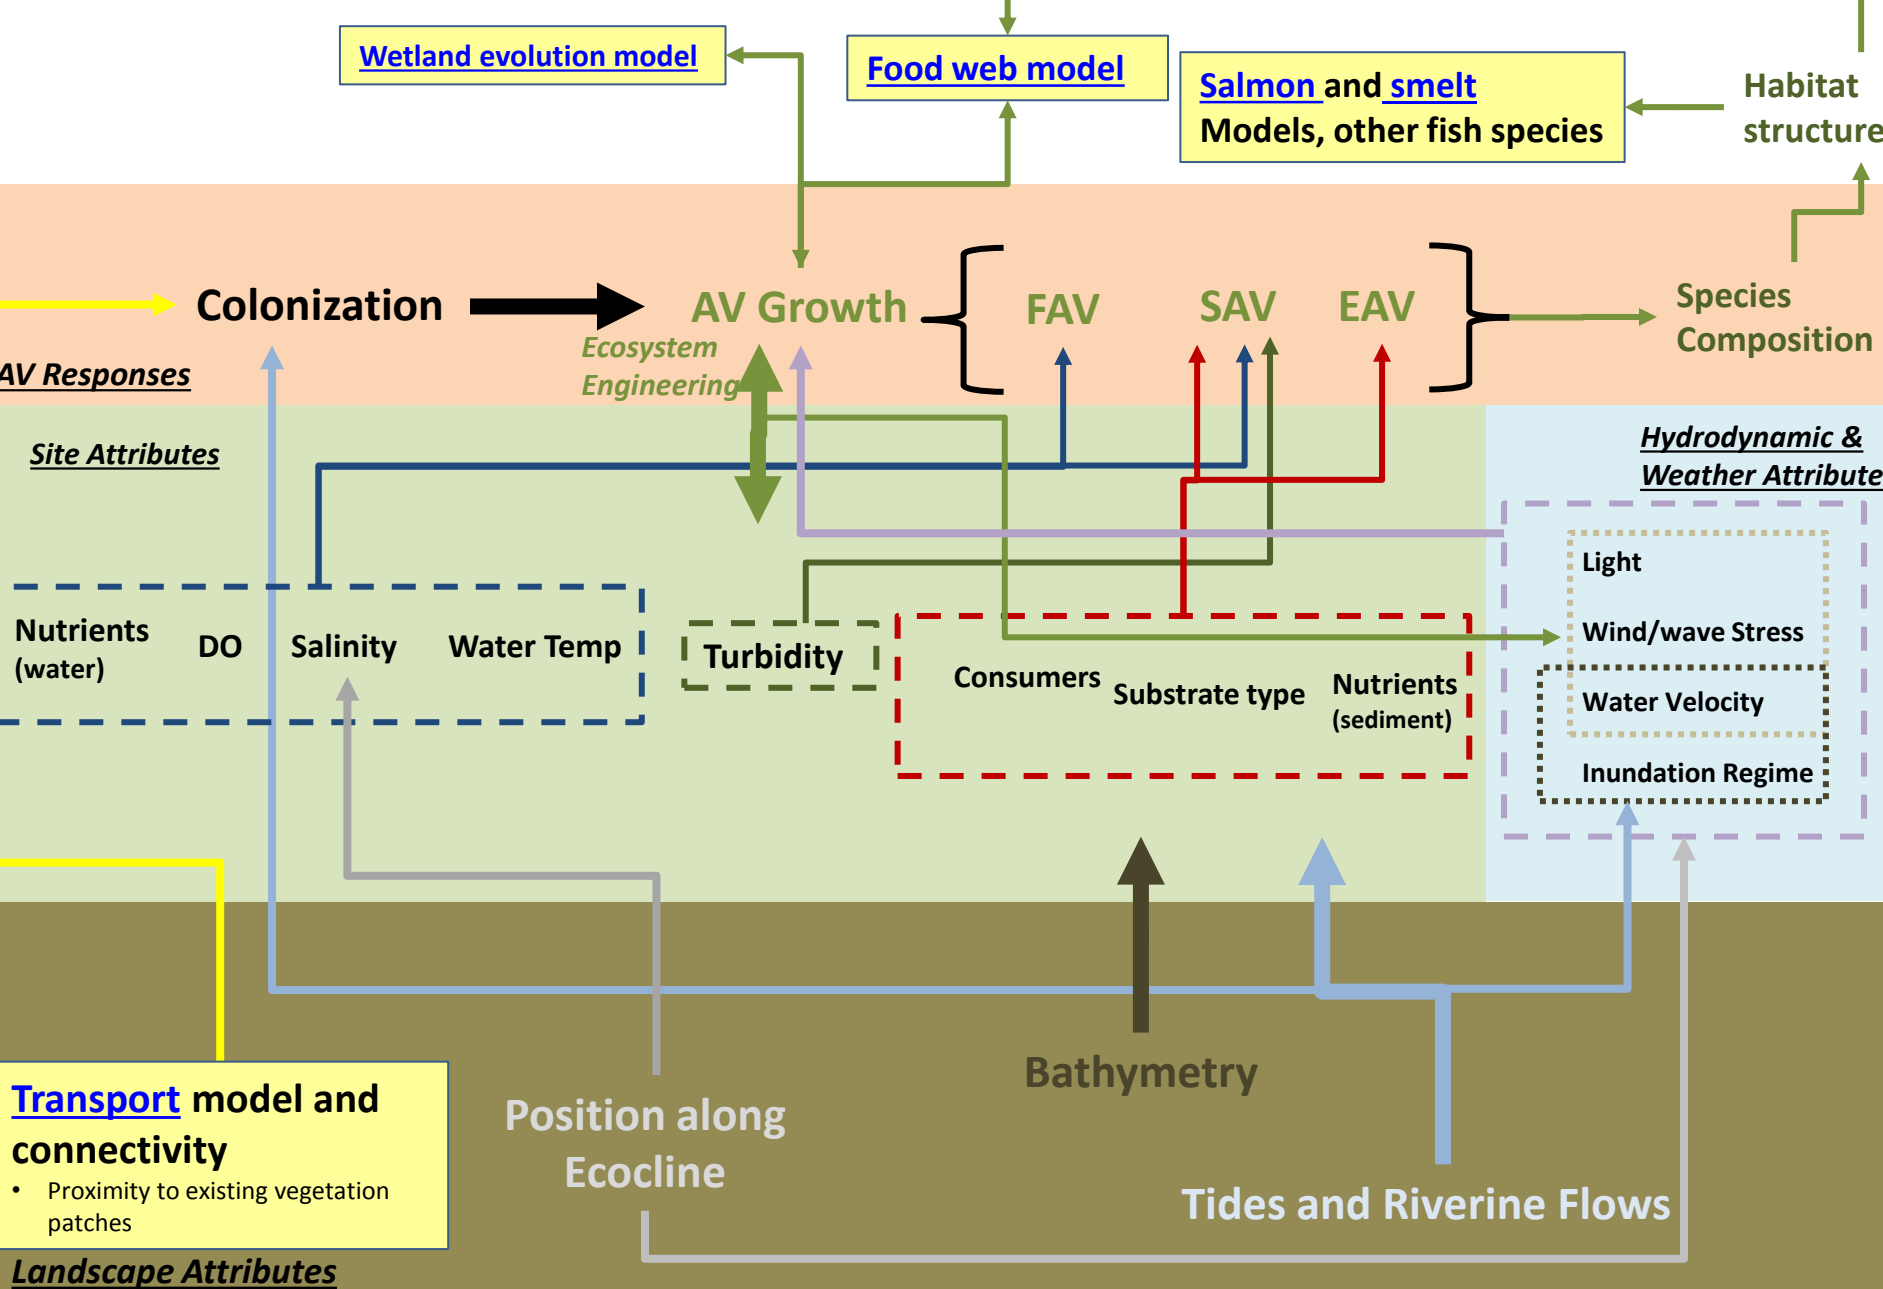 Wetland evolution model
Food web model
Salmon and smelt
Models, other fish species
Habitat
structure
Colonization
AV Growth
FAV
SAV
EAV
Species
Composition
Ecosystem
Engineering
AV Responses
Site Attributes
Hydrodynamic &
Weather Attribute
Nutrients
(water)
DO
Salinity
Water Temp
Turbidity
Consumers
Substrate type
Nutrients
(sediment)
Light
Wind/wave Stress
Water Velocity
Inundation Regime
Bathymetry
Transport model and
connectivity
• Proximity to existing vegetation
patches
Position along
Ecocline
Tides and Riverine Flows
Landscape Attributes